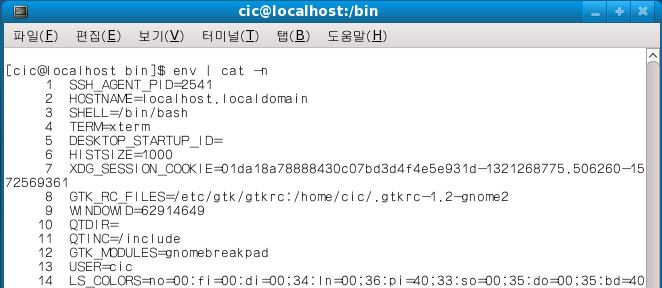 cic@localhost:/bin
파일(F) 편집(E) 보기(V) 터미널(T) 탭(B) 도움말(H)
[cic@localhost bin]$ env | cat -n
1 SSH_AGENT_PID=2541
2 HOSTNAME=localhost.localdomain
3 SHELL=/bin/bash
4 TERM=xterm
5 DESKTOP_STARTUP_ID=
6 HISTSIZE=1000
7 XDG_SESSION_COOKIE=01da18a78888430c07bd3d4f4e5e931d-1321268775.506260-15
72569361
8 GTK_RC_FILES=/etc/gtk/gtkrc:/home/cic/.gtkrc-1.2-gnome2
9 WINDOWID=62914649
10 QTDIR=
11 QTINC=/include
12 GTK_MODULES=gnomebreakpad
13 USER=cic
14 LS_COLORS=no=00:fi=00:di=00;34:ln=00;36:pi=40;33:so=00;35:do=00;35:bd=40